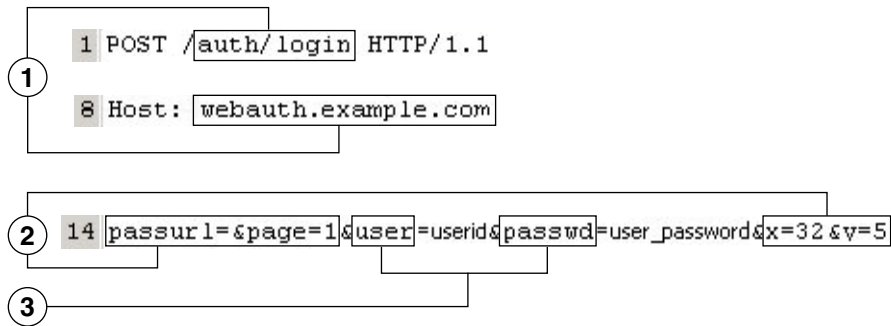 1 POST /auth/login HTTP/1.1
1
8 Host: webauth.example.com
2
14 passurl=&page=1&user=userid&passwd=user_password&x=32&y=5
3